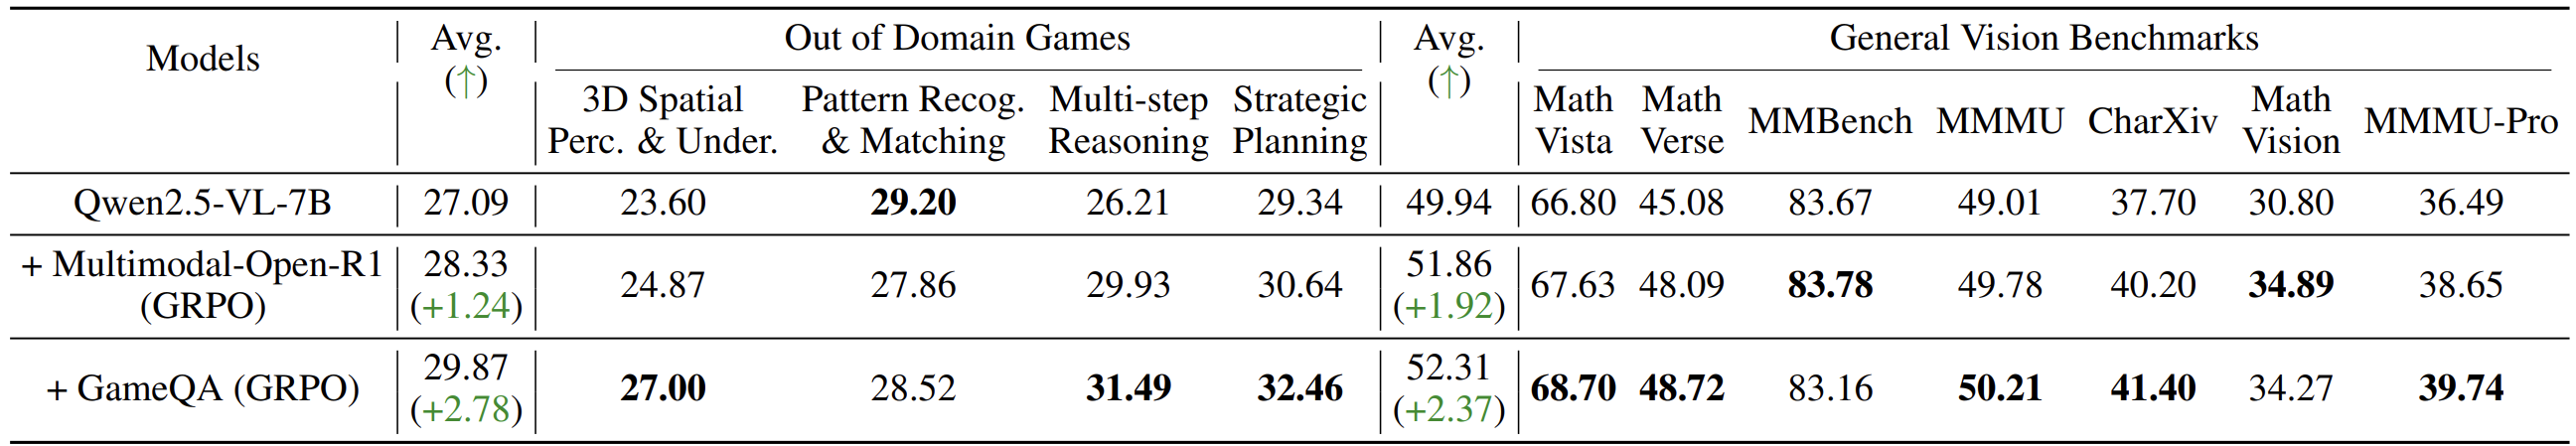 Models Avg. (↑) Out of Domain Games Avg. (↑) General Vision Benchmarks
3D Spatial Perc. & Under. Pattern Recog. & Matching Multi-step Reasoning Strategic Planning Math Vista Math Verse MMBench MMMU CharXiv Math Vision MMMU-Pro
Qwen2.5-VL-7B 27.09 23.60 29.20 26.21 29.34 49.94 66.80 45.08 83.67 49.01 37.70 30.80 36.49
+ Multimodal-Open-R1 (GRPO) 28.33 (+1.24) 24.87 27.86 29.93 30.64 51.86 (+1.92) 67.63 48.09 83.78 49.78 40.20 34.89 38.65
+ GameQA (GRPO) 29.87 (+2.78) 27.00 28.52 31.49 32.46 52.31 (+2.37) 68.70 48.72 83.16 50.21 41.40 34.27 39.74